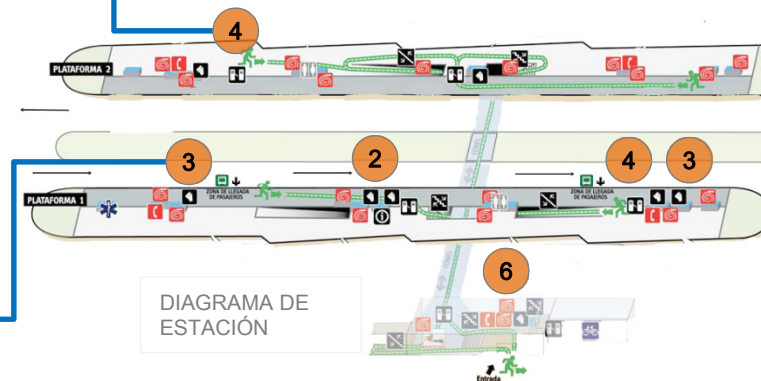 4
PLATAFORMA 2
3
2
4
3
ZONA DE LLEGADA
DE PASAJEROS
ZONA DE LLEGADA
DE PASAJEROS
PLATAFORMA 1
6
DIAGRAMA DE
ESTACIÓN
Entrada